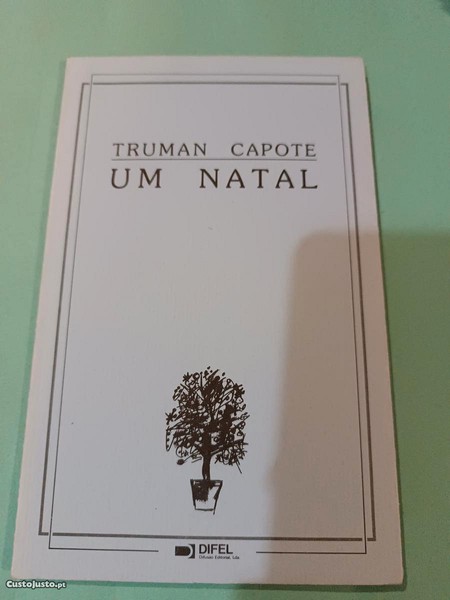 TRUMAN CAPOTE
UM NATAL
DIFEL
Difusão Editorial, Lda.
CustoJusto.pt